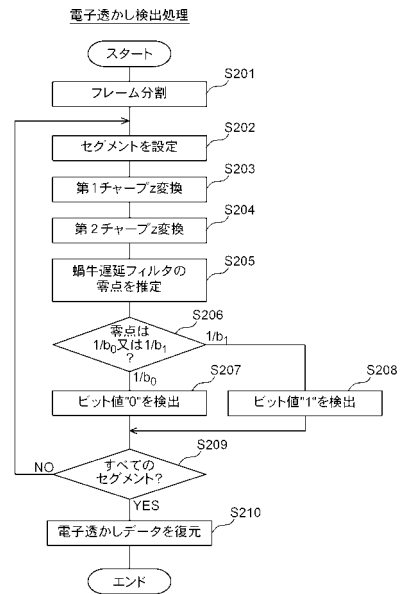 電子透かし検出処理
スタート
S201
フレーム分割
S202
セグメントを設定
S203
第1チャープz変換
S204
第2チャープz変換
S205
蝸牛遅延フィルタの
零点を推定
S206
零点は
1/b0又は1/b1
?
1/b1
1/b0
S207
ビット値"0"を検出
S208
ビット値"1"を検出
S209
すべての
セグメント?
NO
YES
S210
電子透かしデータを復元
エンド